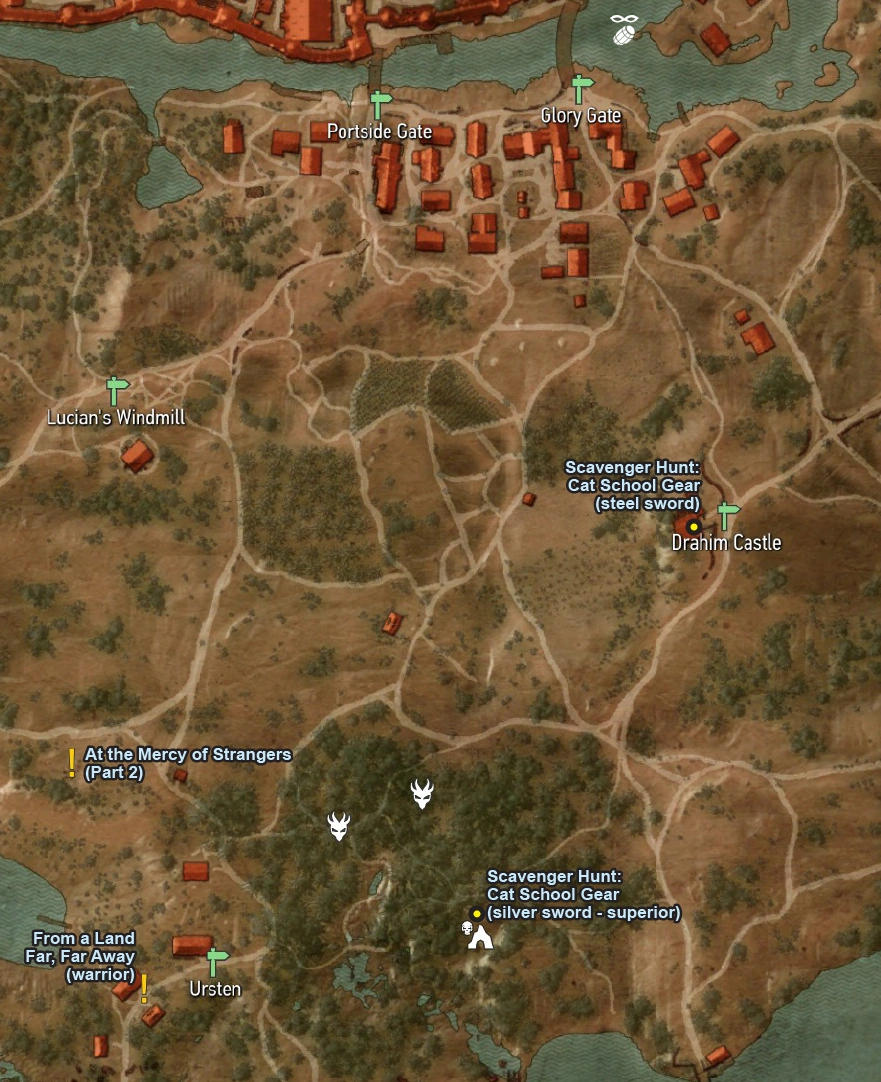 Glory Gate
Portside Gate
Lucian's Windmill
Scavenger Hunt:
Cat School Gear
(steel sword)
Drahim Castle
At the Mercy of Strangers
(Part 2)
Scavenger Hunt:
Cat School Gear
(silver sword - superior)
From a Land
Far, Far Away
(warrior)
Ursten